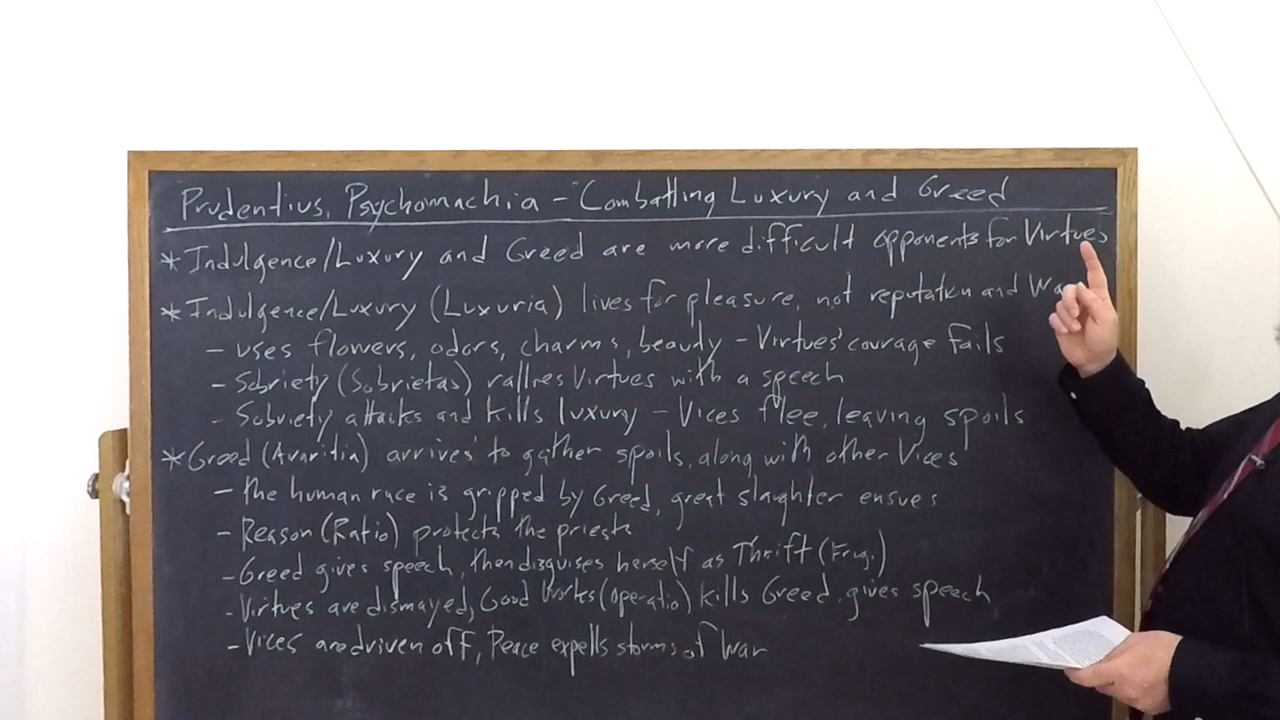 Prudentius, Psychomachia - Combatting Luxury and Greed
* Indulgence/Luxury and Greed are more difficult opponents for Virtues
* Indulgence/Luxury (Luxuria) lives for pleasure, not reputation and
- uses flowers, odors, charms, beauty - Virtues' courage fails
- Sobriety (Sobrietas) rallies Virtues with a speech
- Sobriety attacks and kills luxury - Vices flee, leaving spoils
* Greed (Avaritia) arrives to gather spoils, along with other Vices
- the human race is gripped by Greed, great slaughter ensues
- Reason (Ratio) protects the priests
- Greed gives speech, then disguises herself as Thrift (Frugi.)
- Virtues are dismayed, Good Works (operatio) kills Greed, gives speech
- Vices are driven off, Peace expells storms of War